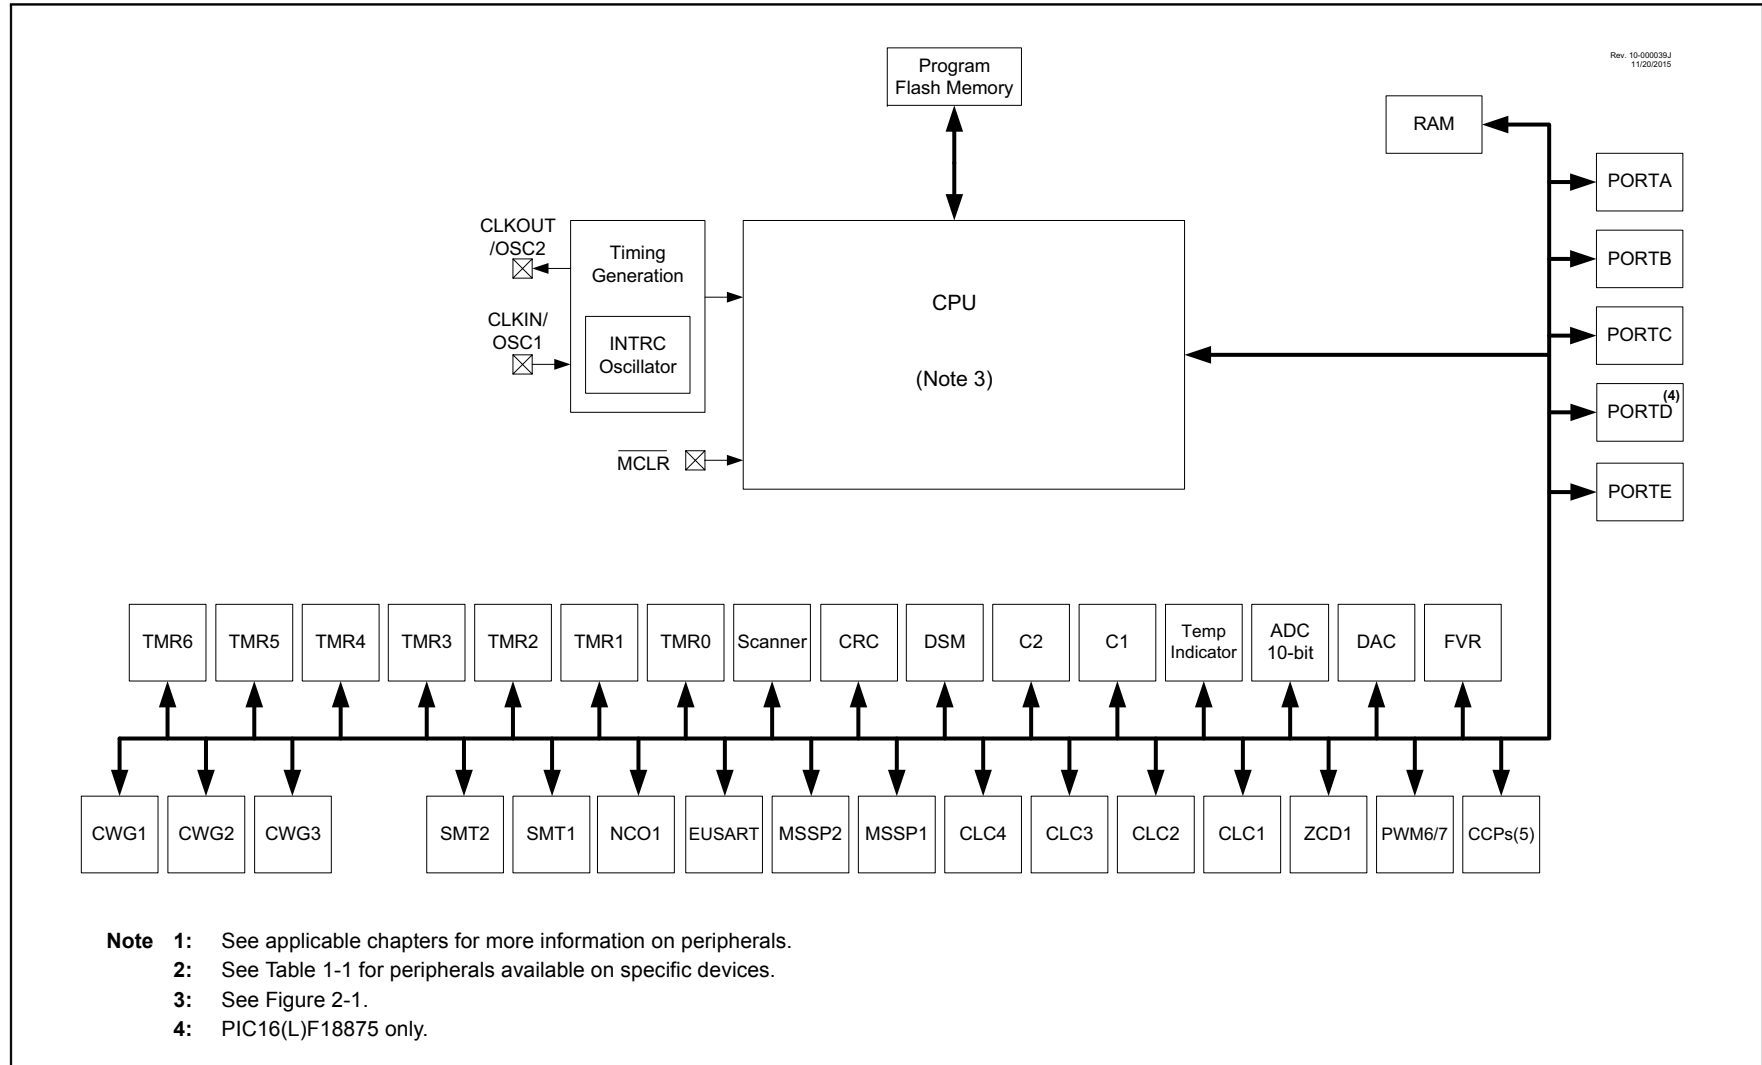 Rev. 10-000039J
11/20/2015
Program
Flash Memory
RAM
PORTA
CLKOUT
/OSC2
Timing
Generation
PORTB
CPU
CLKIN/
OSC1
INTRC
Oscillator
PORTC
(Note 3)
PORTD(4)
MCLR
PORTE
TMR6 TMR5 TMR4 TMR3 TMR2 TMR1 TMR0 Scanner CRC DSM C2 C1 Temp Indicator ADC 10-bit DAC FVR
CWG1 CWG2 CWG3 SMT2 SMT1 NCO1 EUSART MSSP2 MSSP1 CLC4 CLC3 CLC2 CLC1 ZCD1 PWM6/7 CCPs(5)
Note 1: See applicable chapters for more information on peripherals.
2: See Table 1-1 for peripherals available on specific devices.
3: See Figure 2-1.
4: PIC16(L)F18875 only.